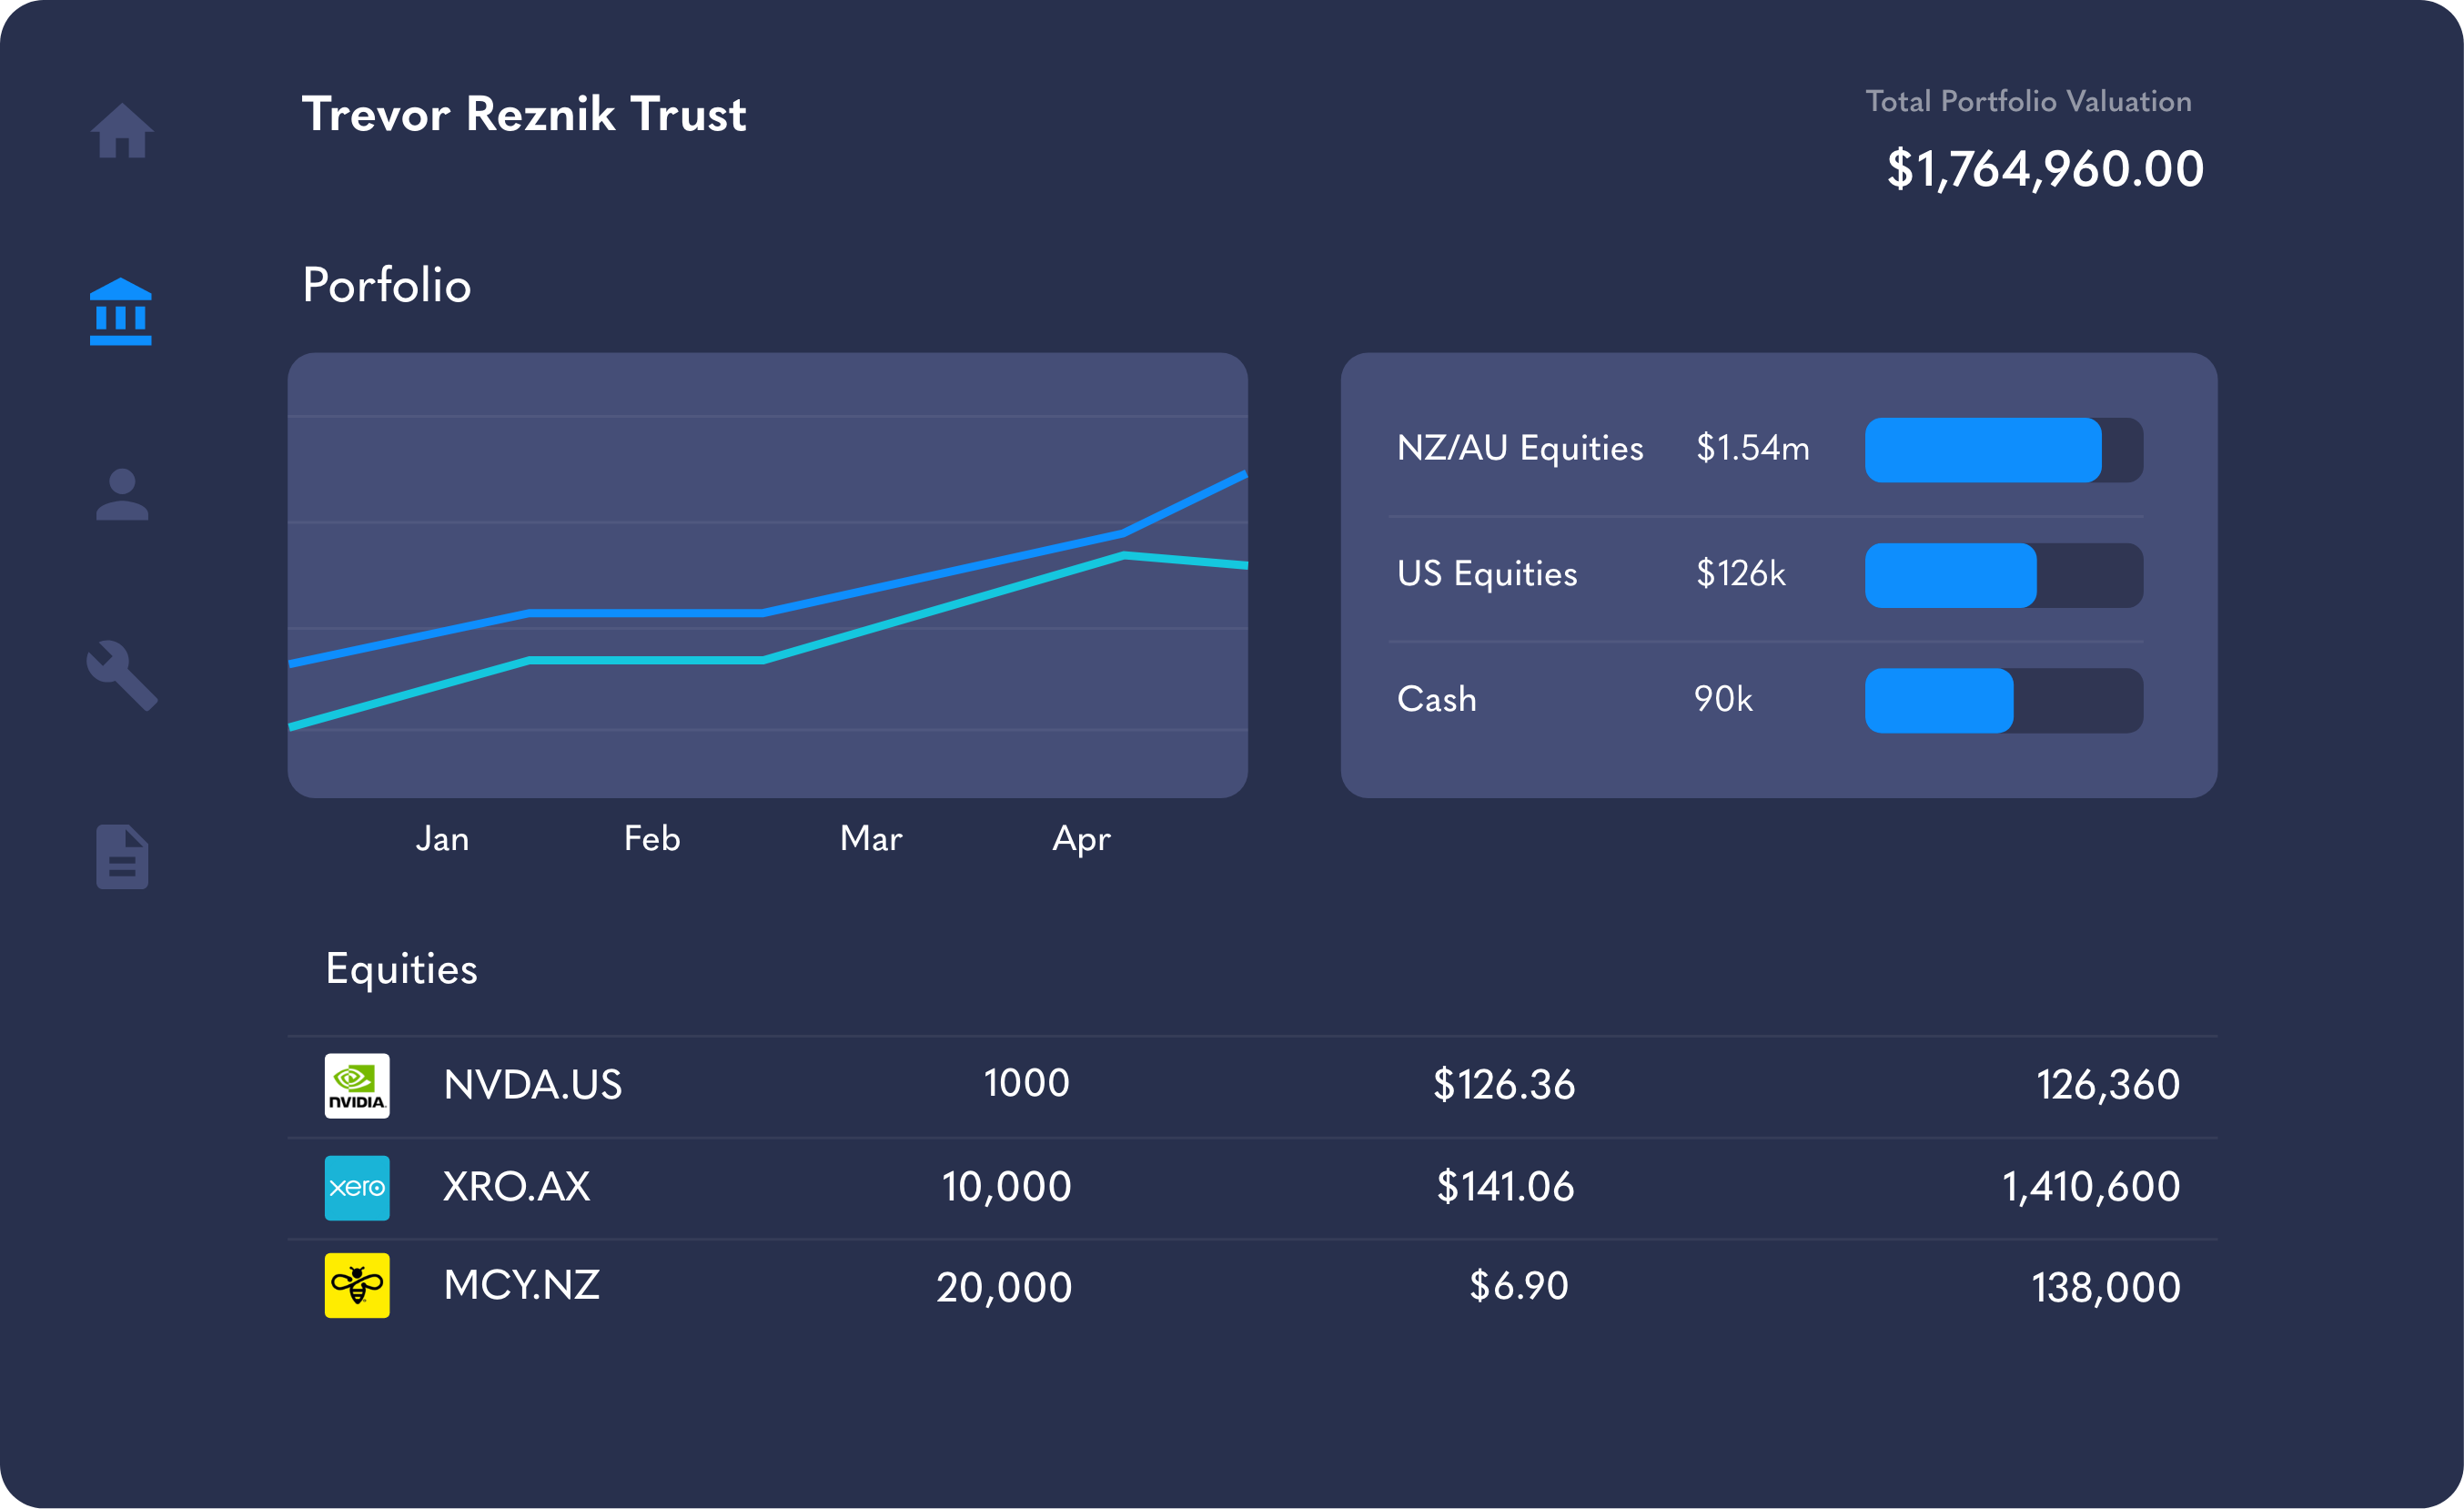 Trevor Reznik Trust
Total Portfolio Valuation
$1,764,960.00
Porfolio
NZ/AU Equities $1.54m
US Equities $126k
Cash 90k
Jan Feb Mar Apr
Equities
NVIDIA NVDA.US 1000 $126.36 126,360
xero XRO.AX 10,000 $141.06 1,410,600
MCY.NZ 20,000 $6.90 138,000